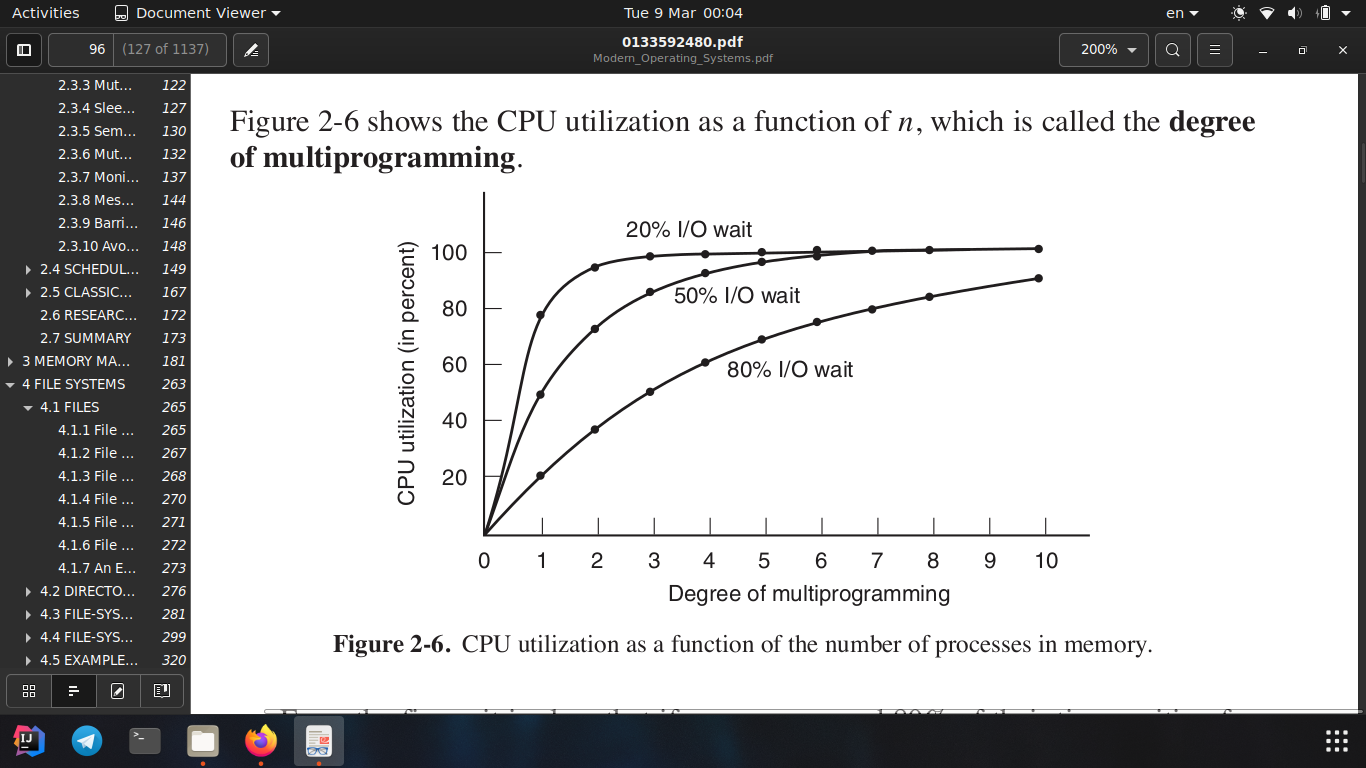 Activities
Document Viewer
Tue 9 Mar 00:04
en
96
(127 of 1137)
0133592480.pdf
Modern_Operating_Systems.pdf
200%
2.3.3 Mut… 122
2.3.4 Slee… 127
2.3.5 Sem… 130
2.3.6 Mut… 132
2.3.7 Moni… 137
2.3.8 Mes… 144
2.3.9 Barri… 146
2.3.10 Avo… 148
2.4 SCHEDUL… 149
2.5 CLASSIC… 167
2.6 RESEARC… 172
2.7 SUMMARY 173
3 MEMORY MA… 181
4 FILE SYSTEMS 263
4.1 FILES 265
4.1.1 File … 265
4.1.2 File … 267
4.1.3 File … 268
4.1.4 File … 270
4.1.5 File … 271
4.1.6 File … 272
4.1.7 An E… 273
4.2 DIRECTO… 276
4.3 FILE-SYS… 281
4.4 FILE-SYS… 299
4.5 EXAMPLE… 320
Figure 2-6 shows the CPU utilization as a function of n, which is called the degree
of multiprogramming.
CPU utilization (in percent)
100
80
60
40
20
20% I/O wait
50% I/O wait
80% I/O wait
0 1 2 3 4 5 6 7 8 9 10
Degree of multiprogramming
Figure 2-6. CPU utilization as a function of the number of processes in memory.
IJ
>_